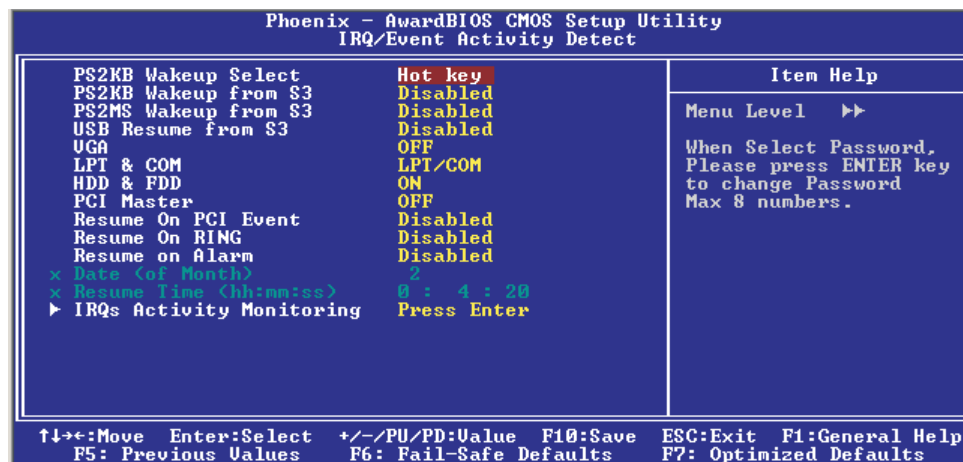 Phoenix - AwardBIOS CMOS Setup Utility
IRQ/Event Activity Detect
PS2KB Wakeup Select Hot key
PS2KB Wakeup from S3 Disabled
PS2MS Wakeup from S3 Disabled
USB Resume from S3 Disabled
VGA OFF
LPT & COM LPT/COM
HDD & FDD ON
PCI Master OFF
Resume On PCI Event Disabled
Resume On RING Disabled
Resume on Alarm Disabled
x Date (of Month) 2
x Resume Time (hh:mm:ss) 0 : 4 : 20
▶ IRQs Activity Monitoring Press Enter
Item Help
Menu Level ▶▶
When Select Password,
Please press ENTER key
to change Password
Max 8 numbers.
↑↓→←:Move Enter:Select +/-/PU/PD:Value F10:Save ESC:Exit F1:General Help
F5: Previous Values F6: Fail-Safe Defaults F7: Optimized Defaults